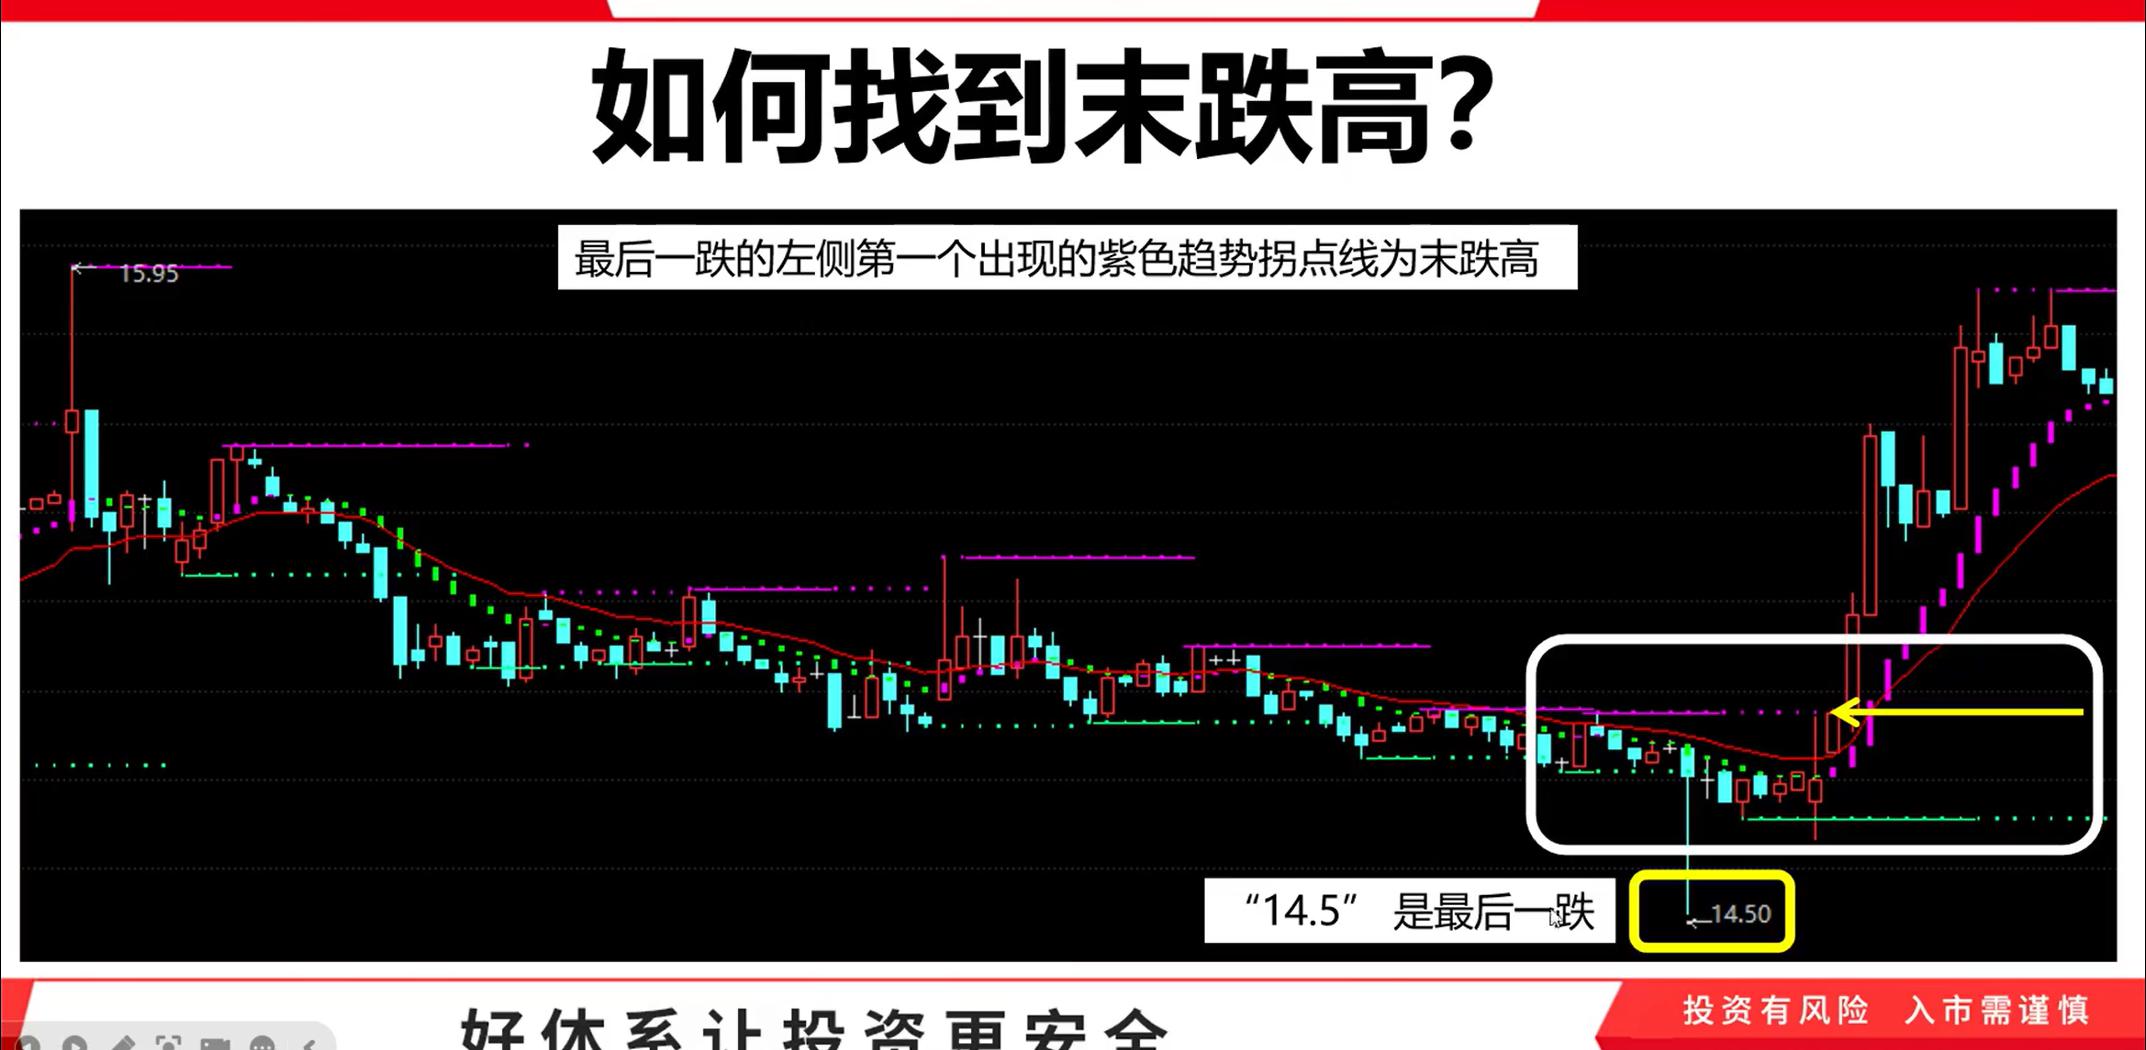 如何找到末跌高?
最后一跌的左侧第一个出现的紫色趋势拐点线为末跌高
15.95
“14.5” 是最后一跌
14.50
好体系让投资更安全
投资有风险 入市需谨慎